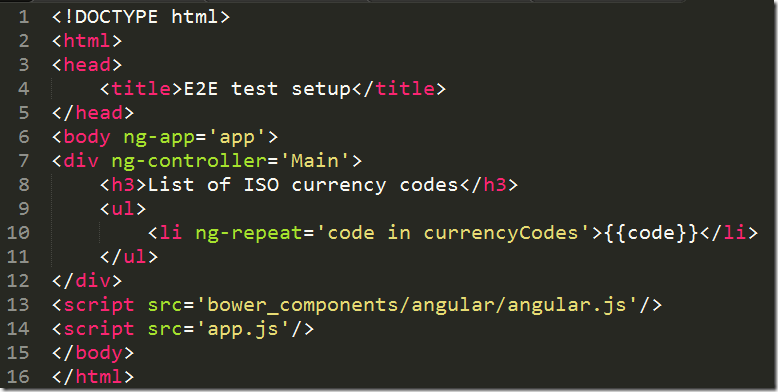 1 <!DOCTYPE html>
2 <html>
3 <head>
4     <title>E2E test setup</title>
5 </head>
6 <body ng-app='app'>
7 <div ng-controller='Main'>
8     <h3>List of ISO currency codes</h3>
9     <ul>
10         <li ng-repeat='code in currencyCodes'>{{code}}</li>
11     </ul>
12 </div>
13 <script src='bower_components/angular/angular.js'/>
14 <script src='app.js'/>
15 </body>
16 </html>